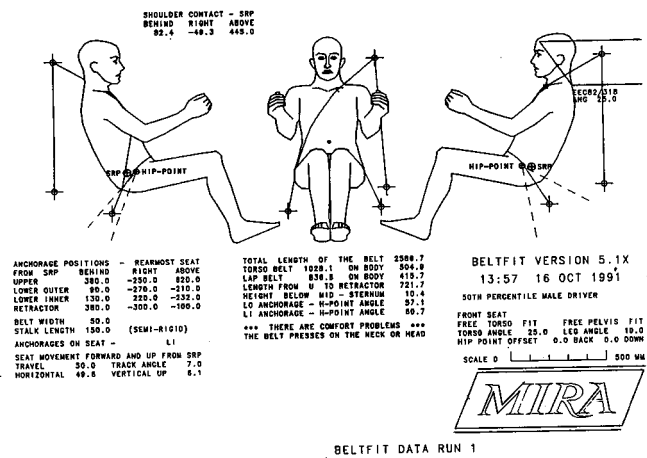 SHOULDER CONTACT - SRP
BEHIND RIGHT ABOVE
82.4 -48.3 445.0
EEC82/318
ANG 25.0
SRP HIP-POINT
HIP-POINT SRP
ANCHORAGE POSITIONS - REARMOST SEAT
FROM SRP BEHIND RIGHT ABOVE
UPPER 380.0 -250.0 620.0
LOWER OUTER 90.0 -270.0 -210.0
LOWER INNER 130.0 220.0 -232.0
RETRACTOR 380.0 -300.0 -100.0
BELT WIDTH 50.0
STALK LENGTH 150.0 (SEMI-RIGID)
ANCHORAGES ON SEAT - LI
SEAT MOVEMENT FORWARD AND UP FROM SRP
TRAVEL 50.0 TRACK ANGLE 7.0
HORIZONTAL 49.6 VERTICAL UP 6.1
TOTAL LENGTH OF THE BELT 2586.7
TORSO BELT 1028.1 ON BODY 504.9
LAP BELT ON BODY 415.7
LENGTH FROM U TO RETRACTOR 721.7
HEIGHT BELOW MID - STERNUM 10.4
LO ANCHORAGE - H-POINT ANGLE 57.1
LI ANCHORAGE - H-POINT ANGLE 60.7
*** THERE ARE COMFORT PROBLEMS ***
THE BELT PRESSES ON THE NECK OR HEAD
BELTFIT VERSION 5.1X
13:57 16 OCT 1991
50TH PERCENTILE MALE DRIVER
FRONT SEAT
FREE TORSO FIT FREE PELVIS FIT
TORSO ANGLE 25.0 LEG ANGLE 10.0
HIP POINT OFFSET 0.0 BACK 0.0 DOWN
SCALE 0 500 MM
MIRA
BELTFIT DATA RUN 1